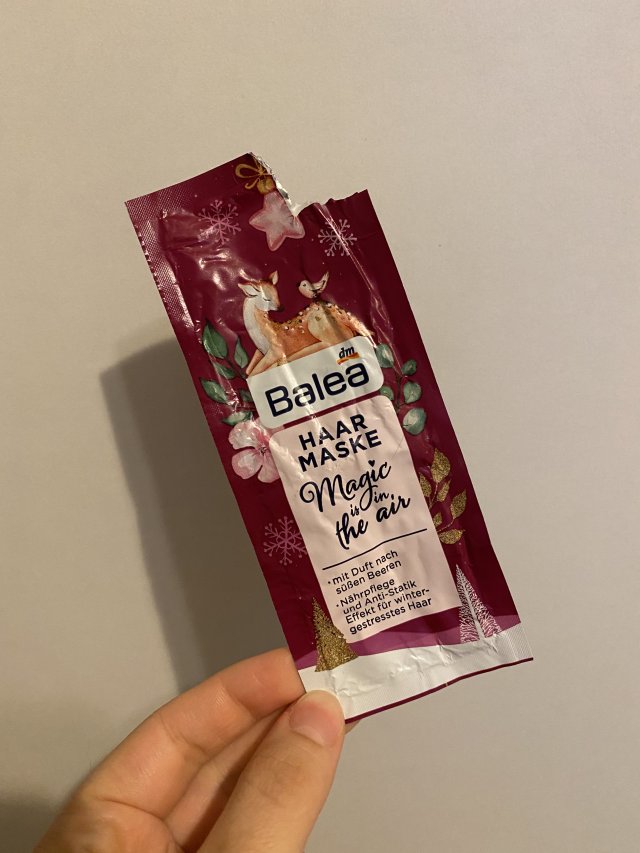 dm
Balea
HAAR
MASKE
Magic
is in
the air
• mit Duft nach
süßen Beeren
• Nährpflege
und Anti-Statik
Effekt für winter-
gestresstes Haar